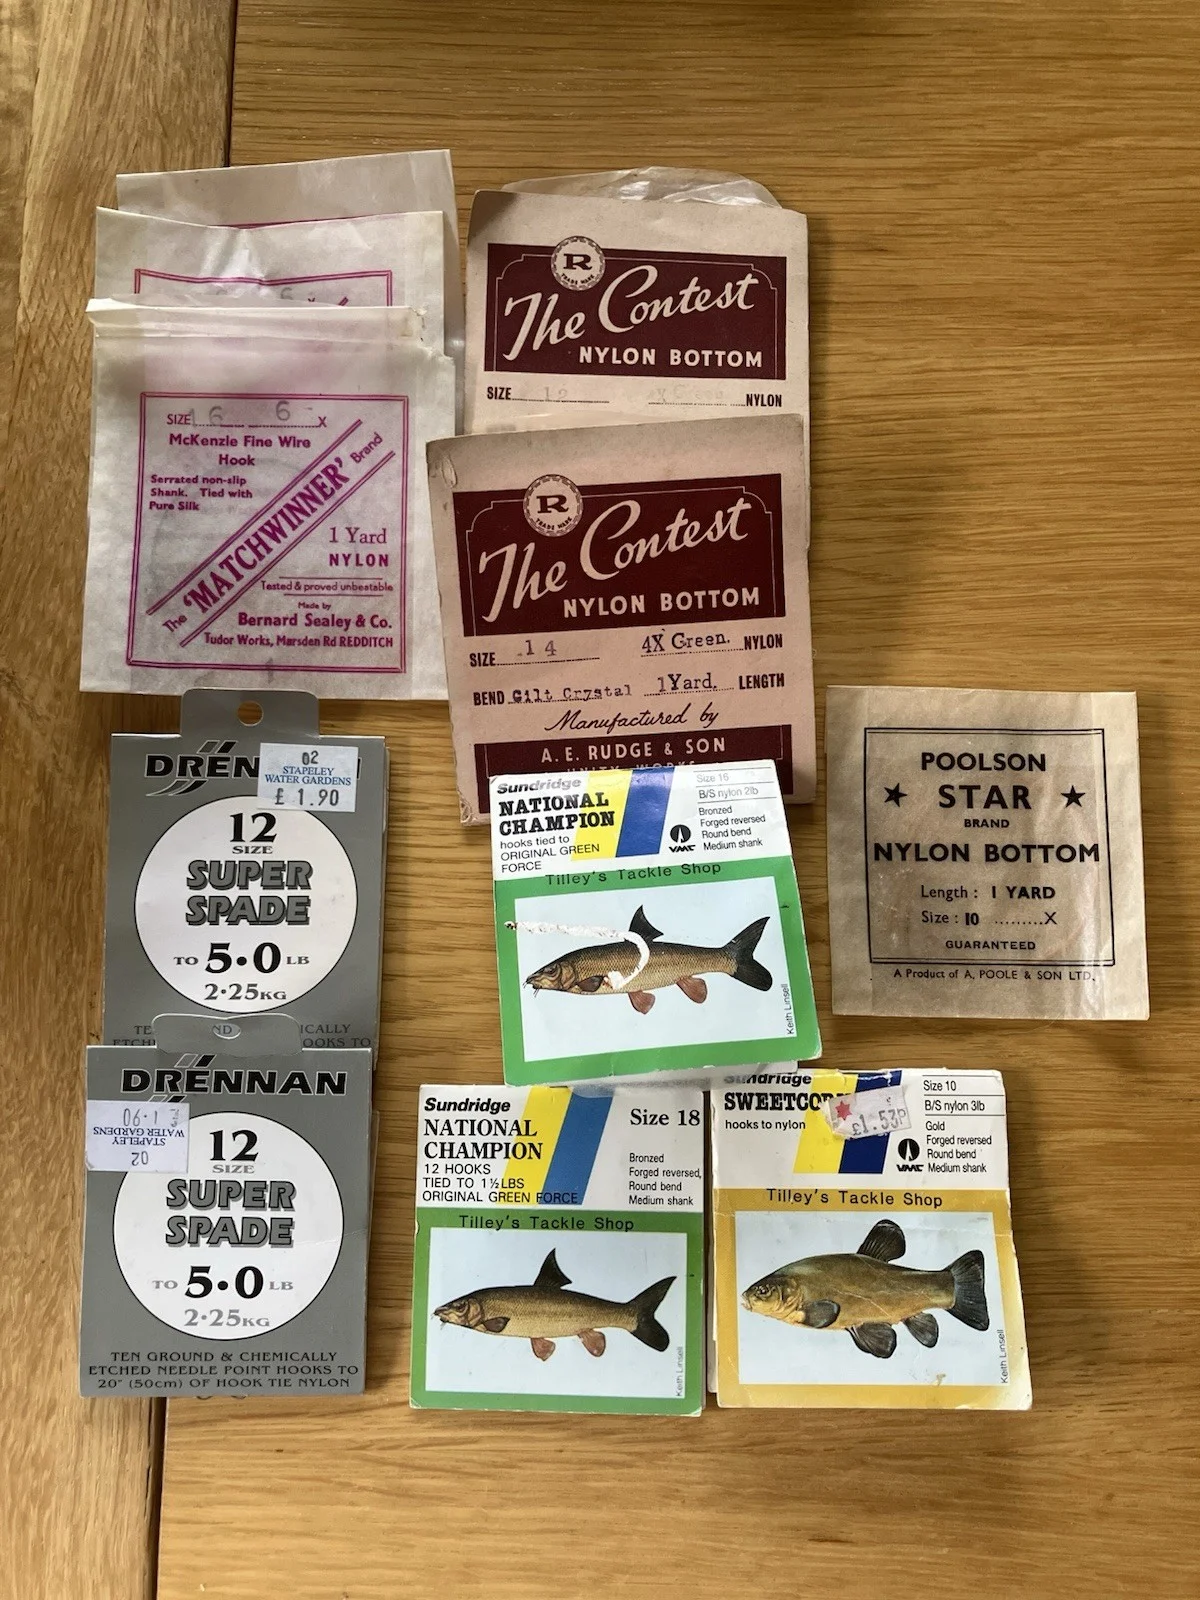 SIZE 16 6 X
McKenzie Fine Wire
Hook
Serrated non-slip
Shank. Tied with
Pure Silk
The 'MATCHWINNER' Brand
1 Yard
NYLON
Tested & proved unbeatable
Made by
Bernard Sealey & Co.
Tudor Works, Marsden Rd REDDITCH
R
TRADE MARK
The Contest
NYLON BOTTOM
SIZE 12 X Green NYLON
R
TRADE MARK
The Contest
NYLON BOTTOM
SIZE 14 4X Green. NYLON
BEND Gilt Crystal 1Yard. LENGTH
Manufactured by
A. E. RUDGE & SON
POOLSON
STAR
BRAND
NYLON BOTTOM
Length : 1 YARD
Size : 10 .........X
GUARANTEED
A Product of A. POOLE & SON LTD.
DREN
02
STAPELEY
WATER GARDENS
£ 1.90
12
SIZE
SUPER
SPADE
TO 5·0 LB
2·25KG
DRENNAN
02
STAPELEY
WATER GARDENS
£ 1.90
12
SIZE
SUPER
SPADE
TO 5·0 LB
2·25KG
TEN GROUND & CHEMICALLY
ETCHED NEEDLE POINT HOOKS TO
20" (50cm) OF HOOK TIE NYLON
Sundridge
NATIONAL
CHAMPION
hooks tied to
ORIGINAL GREEN
FORCE
Size 16
B/S nylon 2lb
Bronzed
Forged reversed
Round bend
Medium shank
VMC
Tilley's Tackle Shop
Keith Linsell
Sundridge
NATIONAL
CHAMPION
12 HOOKS
TIED TO 1½LBS
ORIGINAL GREEN FORCE
Size 18
Bronzed
Forged reversed,
Round bend
Medium shank
Tilley's Tackle Shop
Keith Linsell
Sundridge
SWEETCOR
hooks to nylon
£1.53P
Size 10
B/S nylon 3lb
Gold
Forged reversed
Round bend
Medium shank
VMC
Tilley's Tackle Shop
Keith Linsell